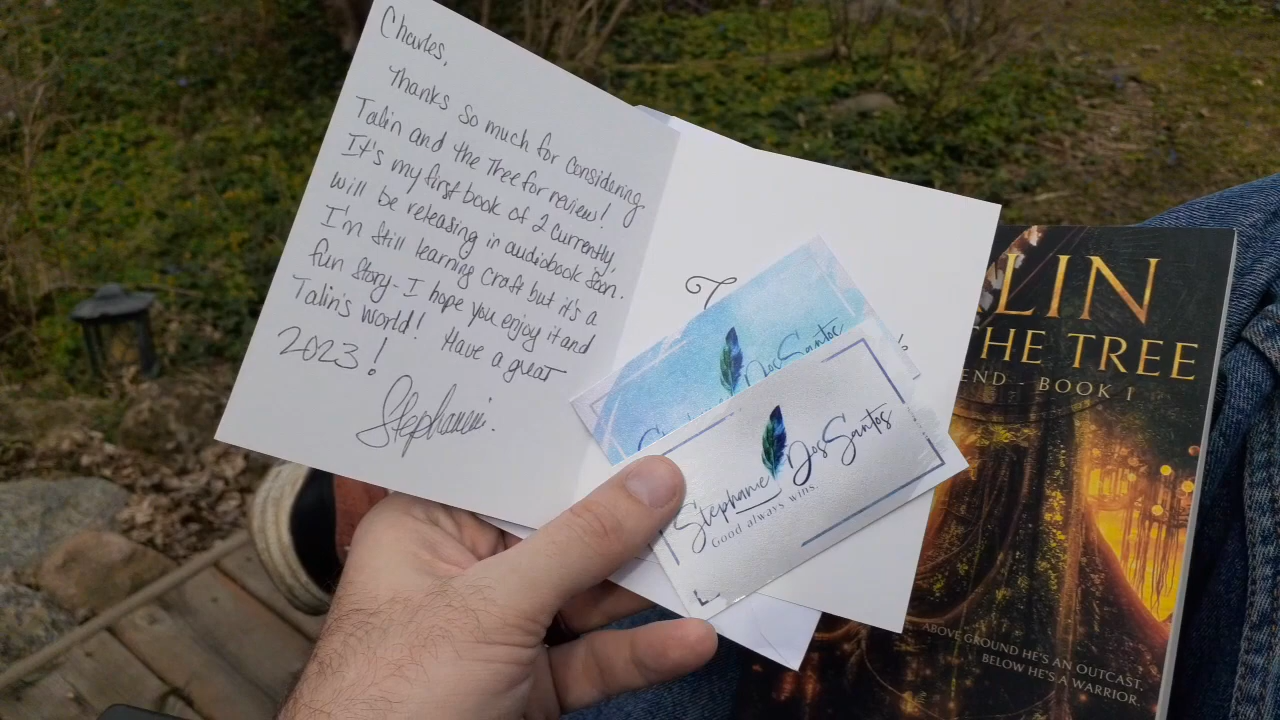 Charles,
Thanks so much for considering
Talin and the Tree for review!
It's my first book of 2 currently,
will be releasing in audiobook soon.
I'm still learning craft but it's a
fun story - I hope you enjoy it and
Talin's world! Have a great
2023!
Stephanie.
T
DosSantos
Stephanie DosSantos
Good always wins.
LIN
HE TREE
END - BOOK I
ABOVE GROUND HE'S AN OUTCAST,
BELOW HE'S A WARRIOR.